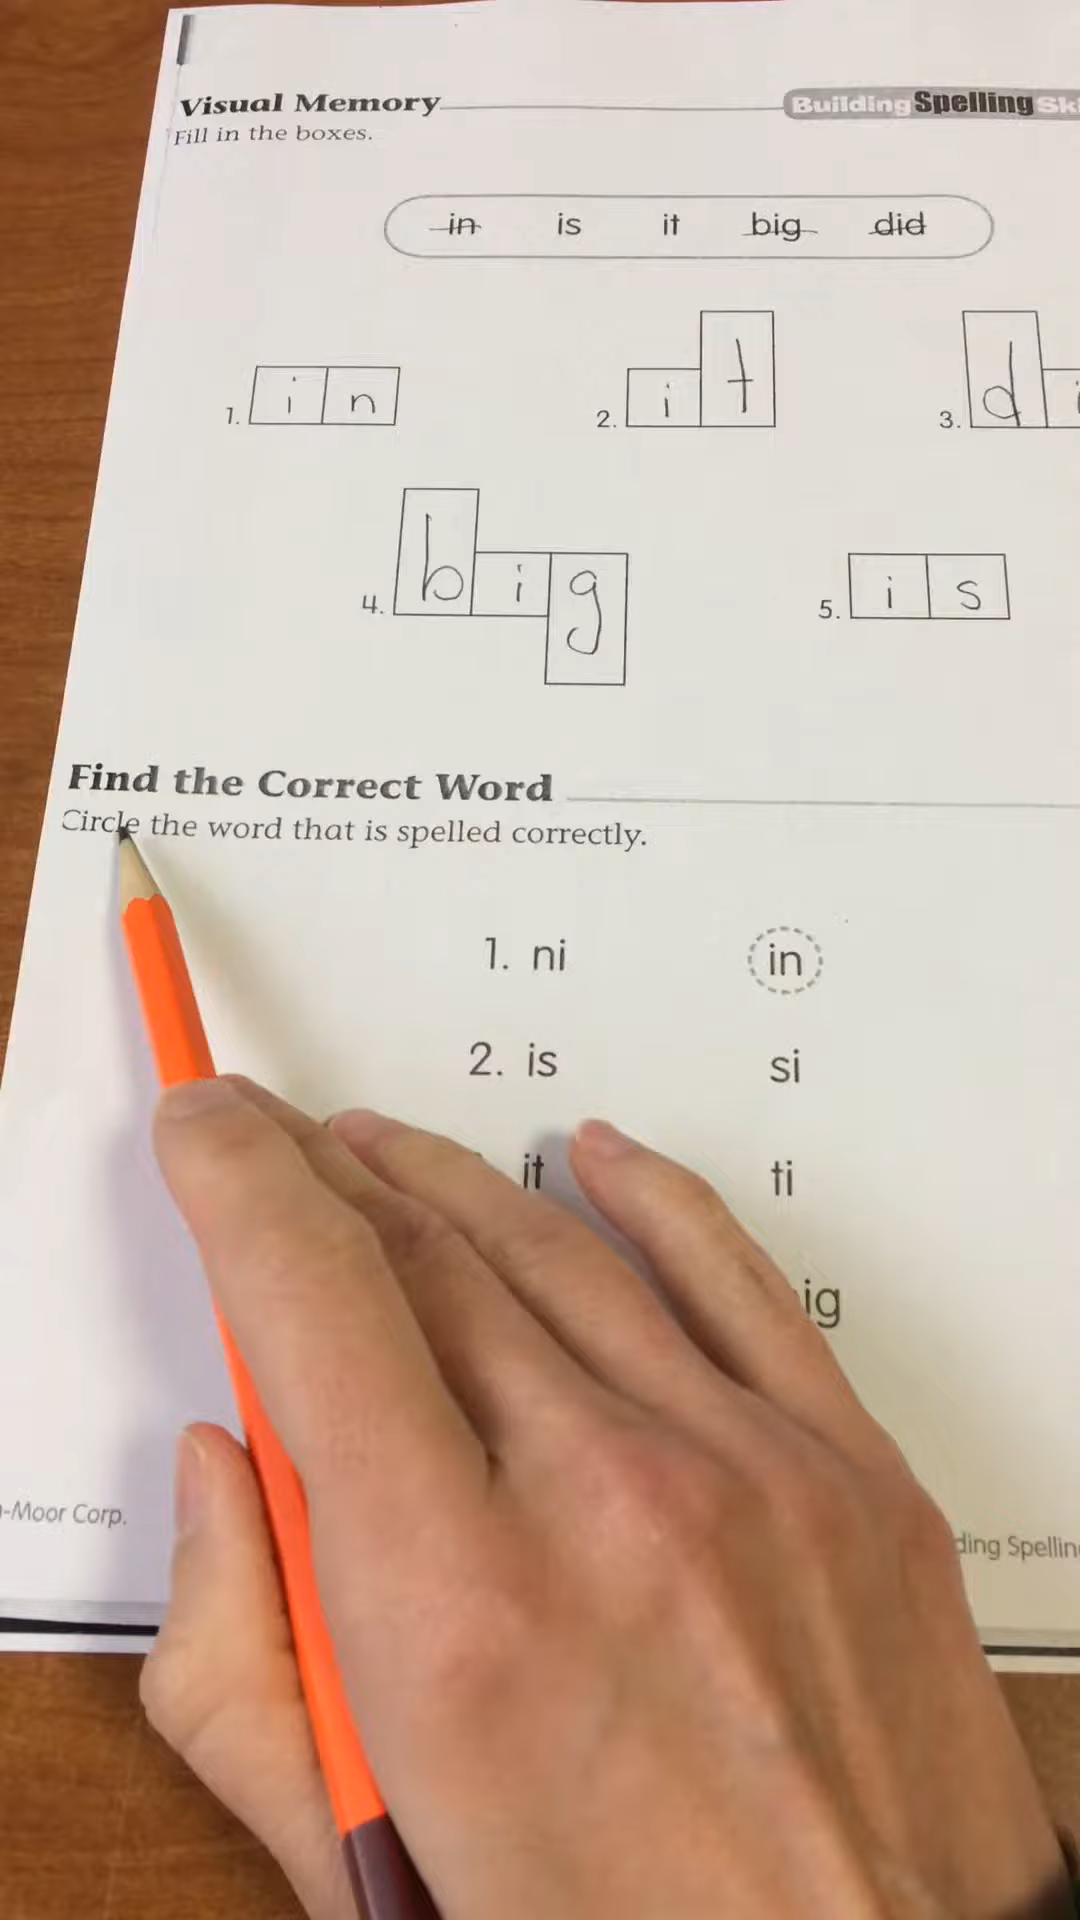 Visual Memory
Building Spelling
Fill in the boxes.
in is it big did
1. i n
2. i t
3. d
4. b i g
5. i s
Find the Correct Word
Circle the word that is spelled correctly.
1. ni in
2. is si
it ti
ig
-Moor Corp.